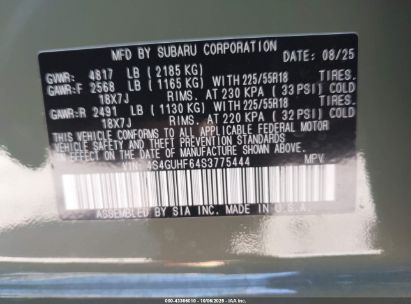 MFD BY SUBARU CORPORATION DATE: 08/25
GVWR: 4817 LB (2185 KG)
GAWR:F 2568 LB (1165 KG) WITH 225/55R18 TIRES.
18X7J RIMS. AT 230 KPA (33 PSI) COLD
GAWR:R 2491 LB (1130 KG) WITH 225/55R18 TIRES.
18X7J RIMS. AT 220 KPA (32 PSI) COLD
THIS VEHICLE CONFORMS TO ALL APPLICABLE FEDERAL MOTOR
VEHICLE SAFETY STANDARDS IN EFFECT
ON THE DATE OF MANUFACTURE SHOWN ABOVE.
VIN: 4S4GUHF64S3775444 MPV
ASSEMBLED BY SIA INC. MADE IN U.S.A.